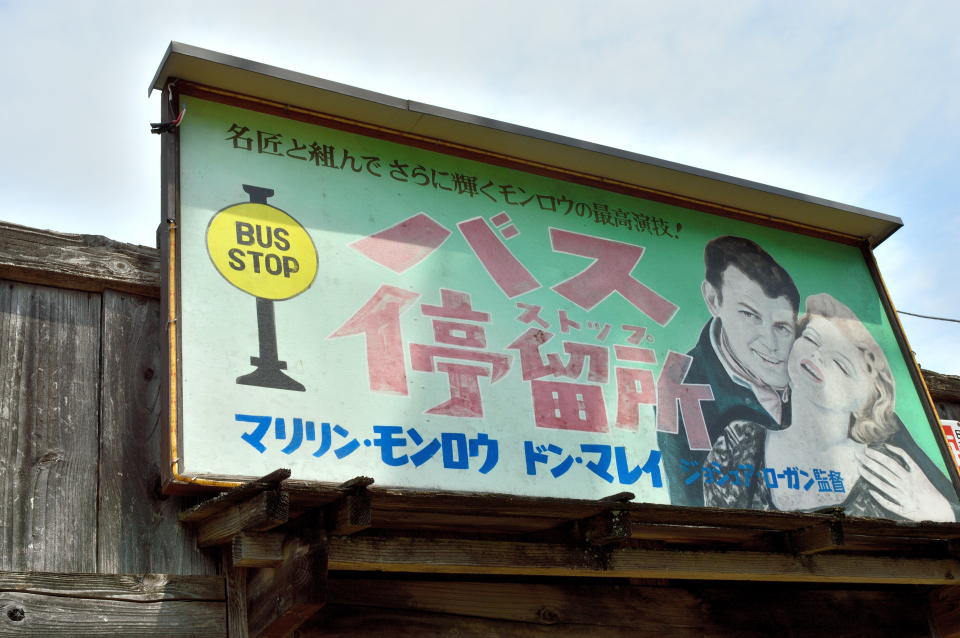 名匠と組んでさらに輝くモンロウの最高演技!
BUS
STOP
バス
ストップ
停留所
マリリン・モンロウ ドン・マレイ ジョシュア・ローガン監督